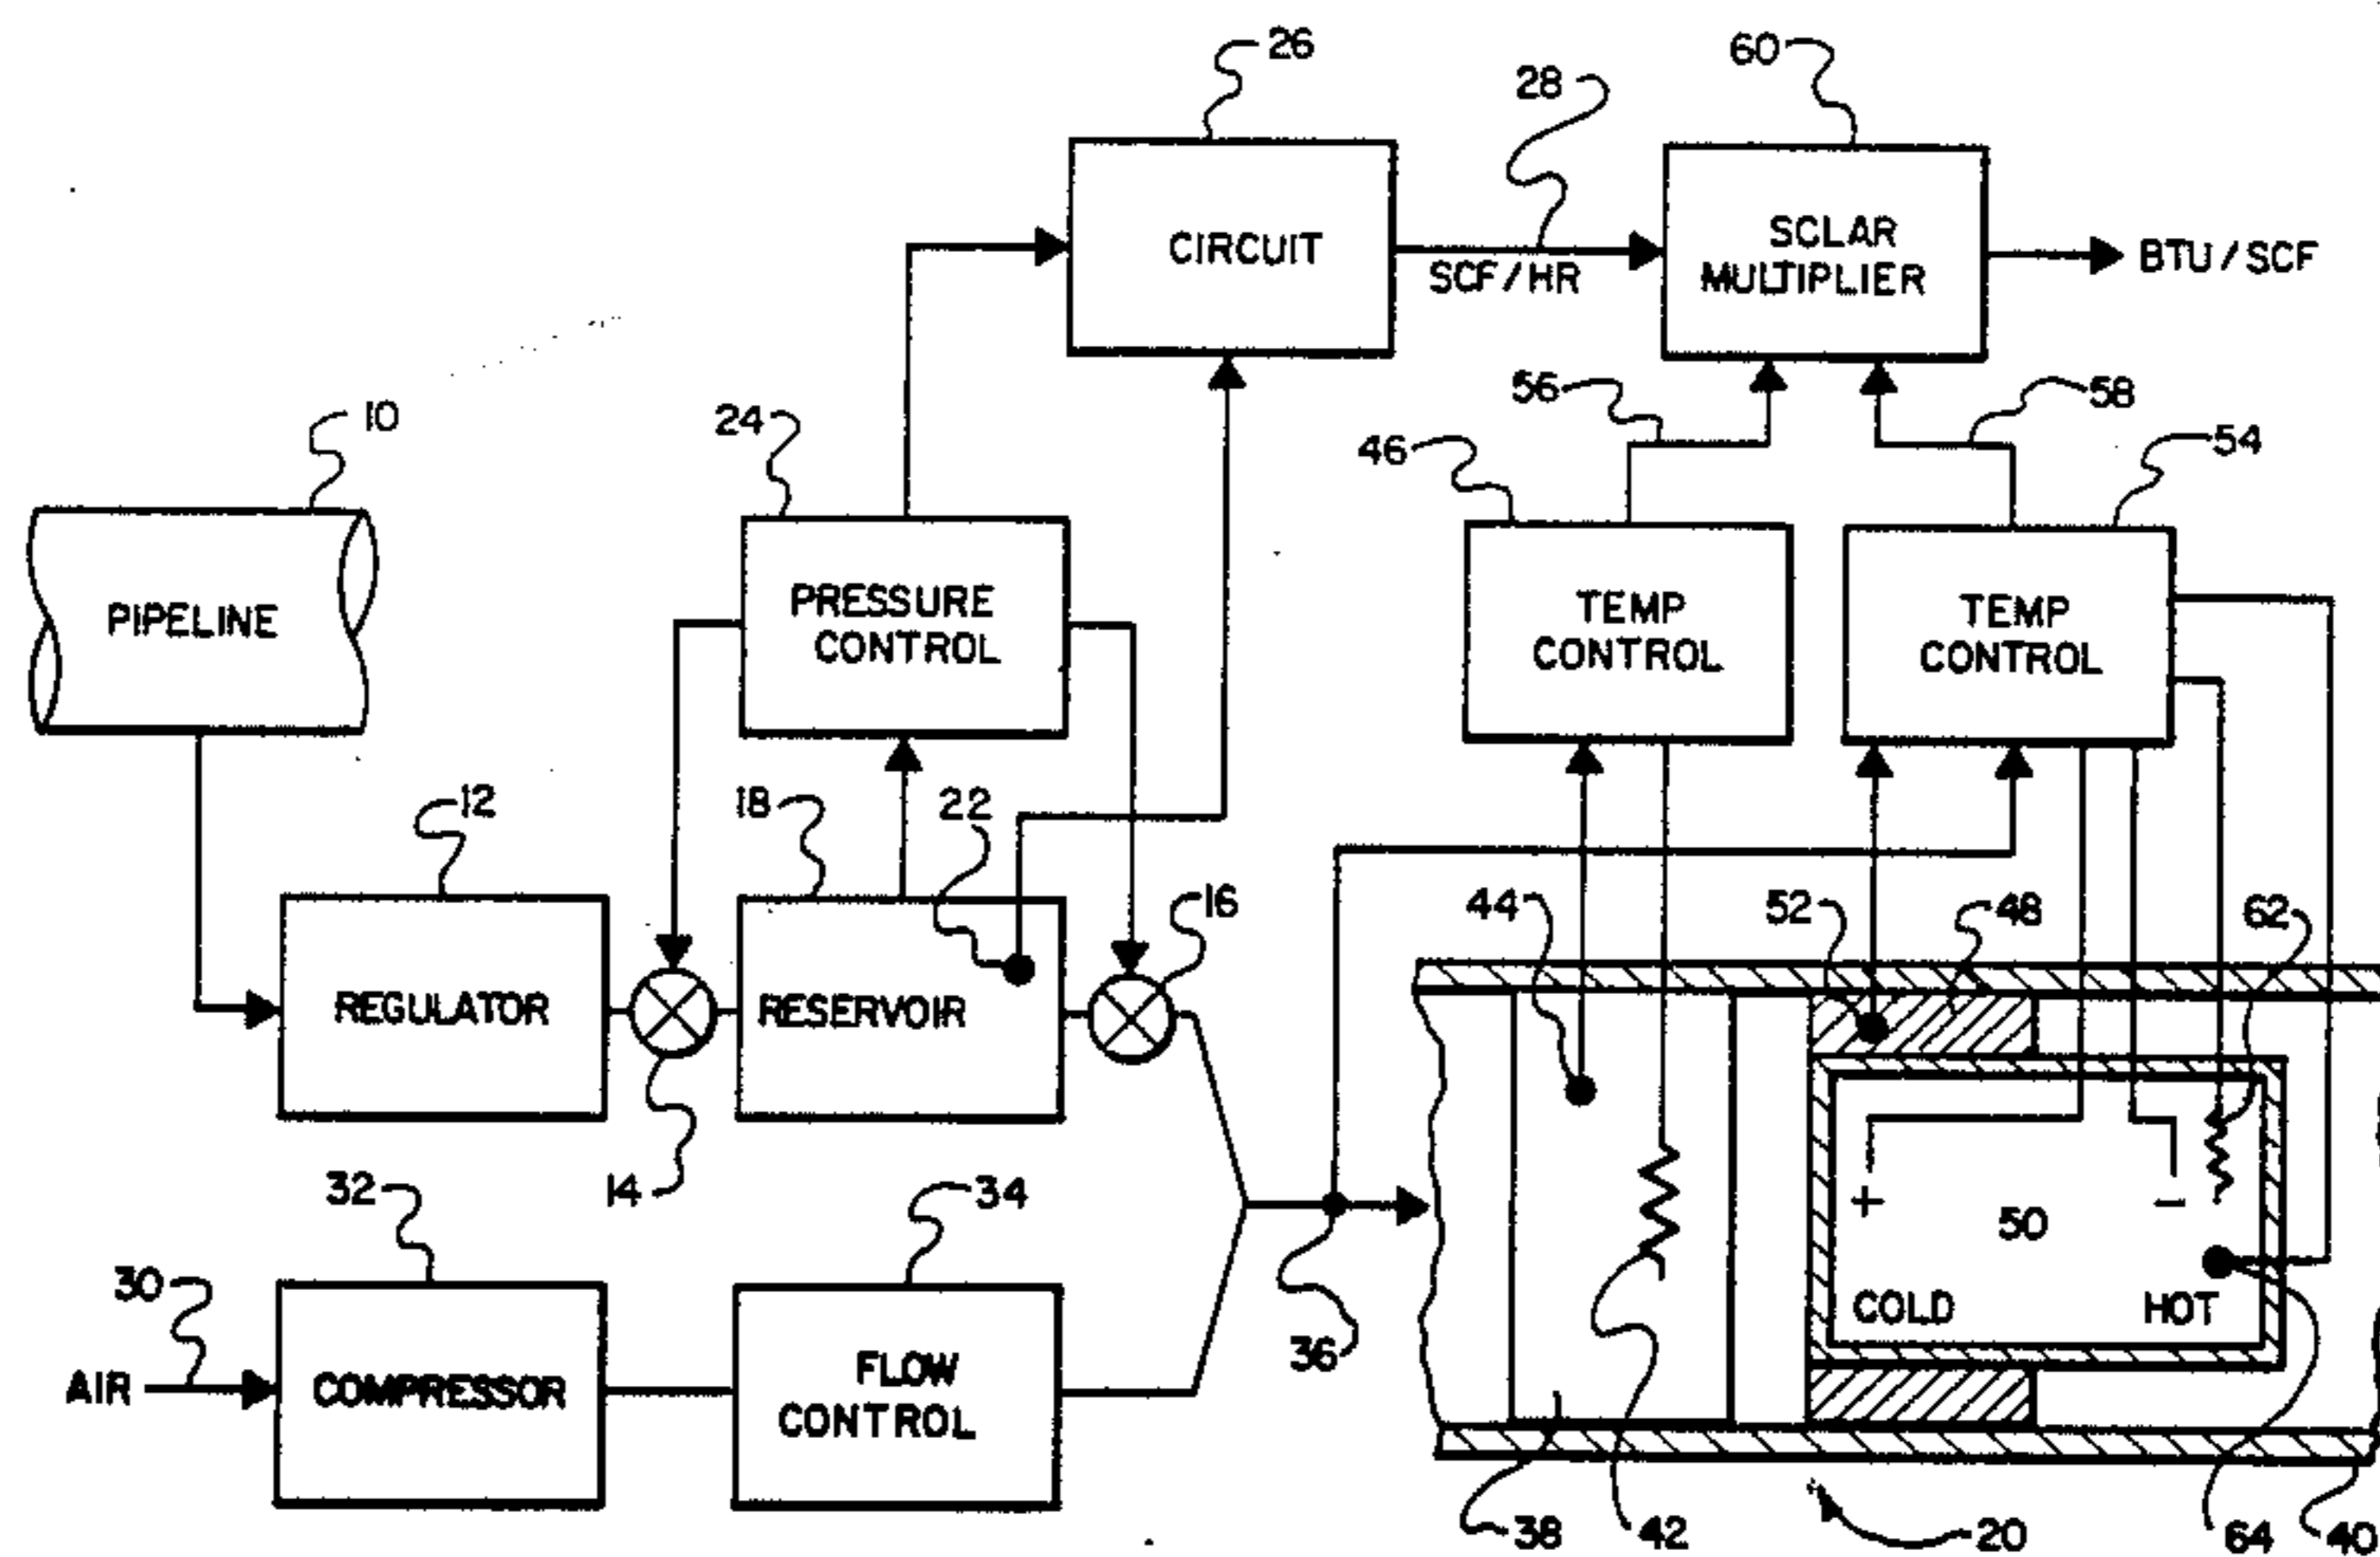 26
60
28
CIRCUIT
SCLAR
MULTIPLIER
SCF/HR
BTU/SCF
10
24
56
58
46
54
PIPELINE
PRESSURE
CONTROL
TEMP
CONTROL
TEMP
CONTROL
12
18
22
16
44
52
48
62
REGULATOR
RESERVOIR
14
+
−
50
COLD
HOT
32
34
30
36
AIR
COMPRESSOR
FLOW
CONTROL
38
42
20
64
40